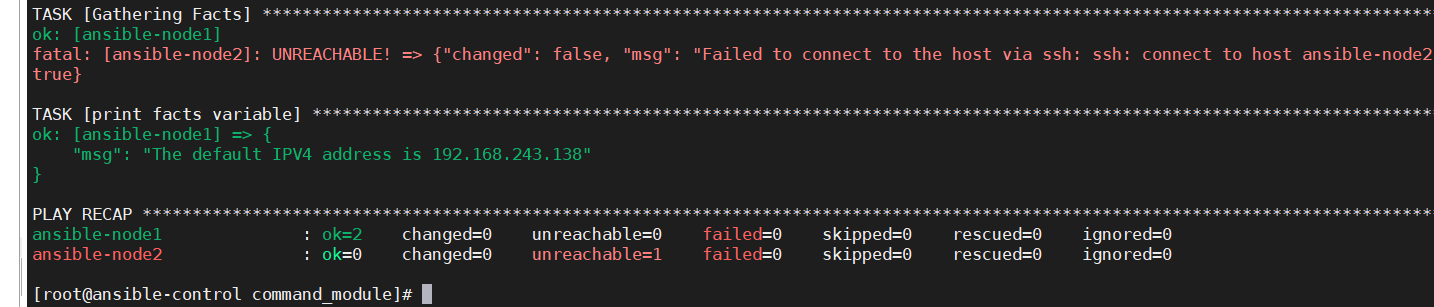 TASK [Gathering Facts] *********************************************************************************************************************
ok: [ansible-node1]
fatal: [ansible-node2]: UNREACHABLE! => {"changed": false, "msg": "Failed to connect to the host via ssh: ssh: connect to host ansible-node2
true}
TASK [print facts variable] ****************************************************************************************************************
ok: [ansible-node1] => {
    "msg": "The default IPV4 address is 192.168.243.138"
}
PLAY RECAP *********************************************************************************************************************************
ansible-node1              : ok=2    changed=0    unreachable=0    failed=0    skipped=0    rescued=0    ignored=0
ansible-node2              : ok=0    changed=0    unreachable=1    failed=0    skipped=0    rescued=0    ignored=0
[root@ansible-control command_module]#